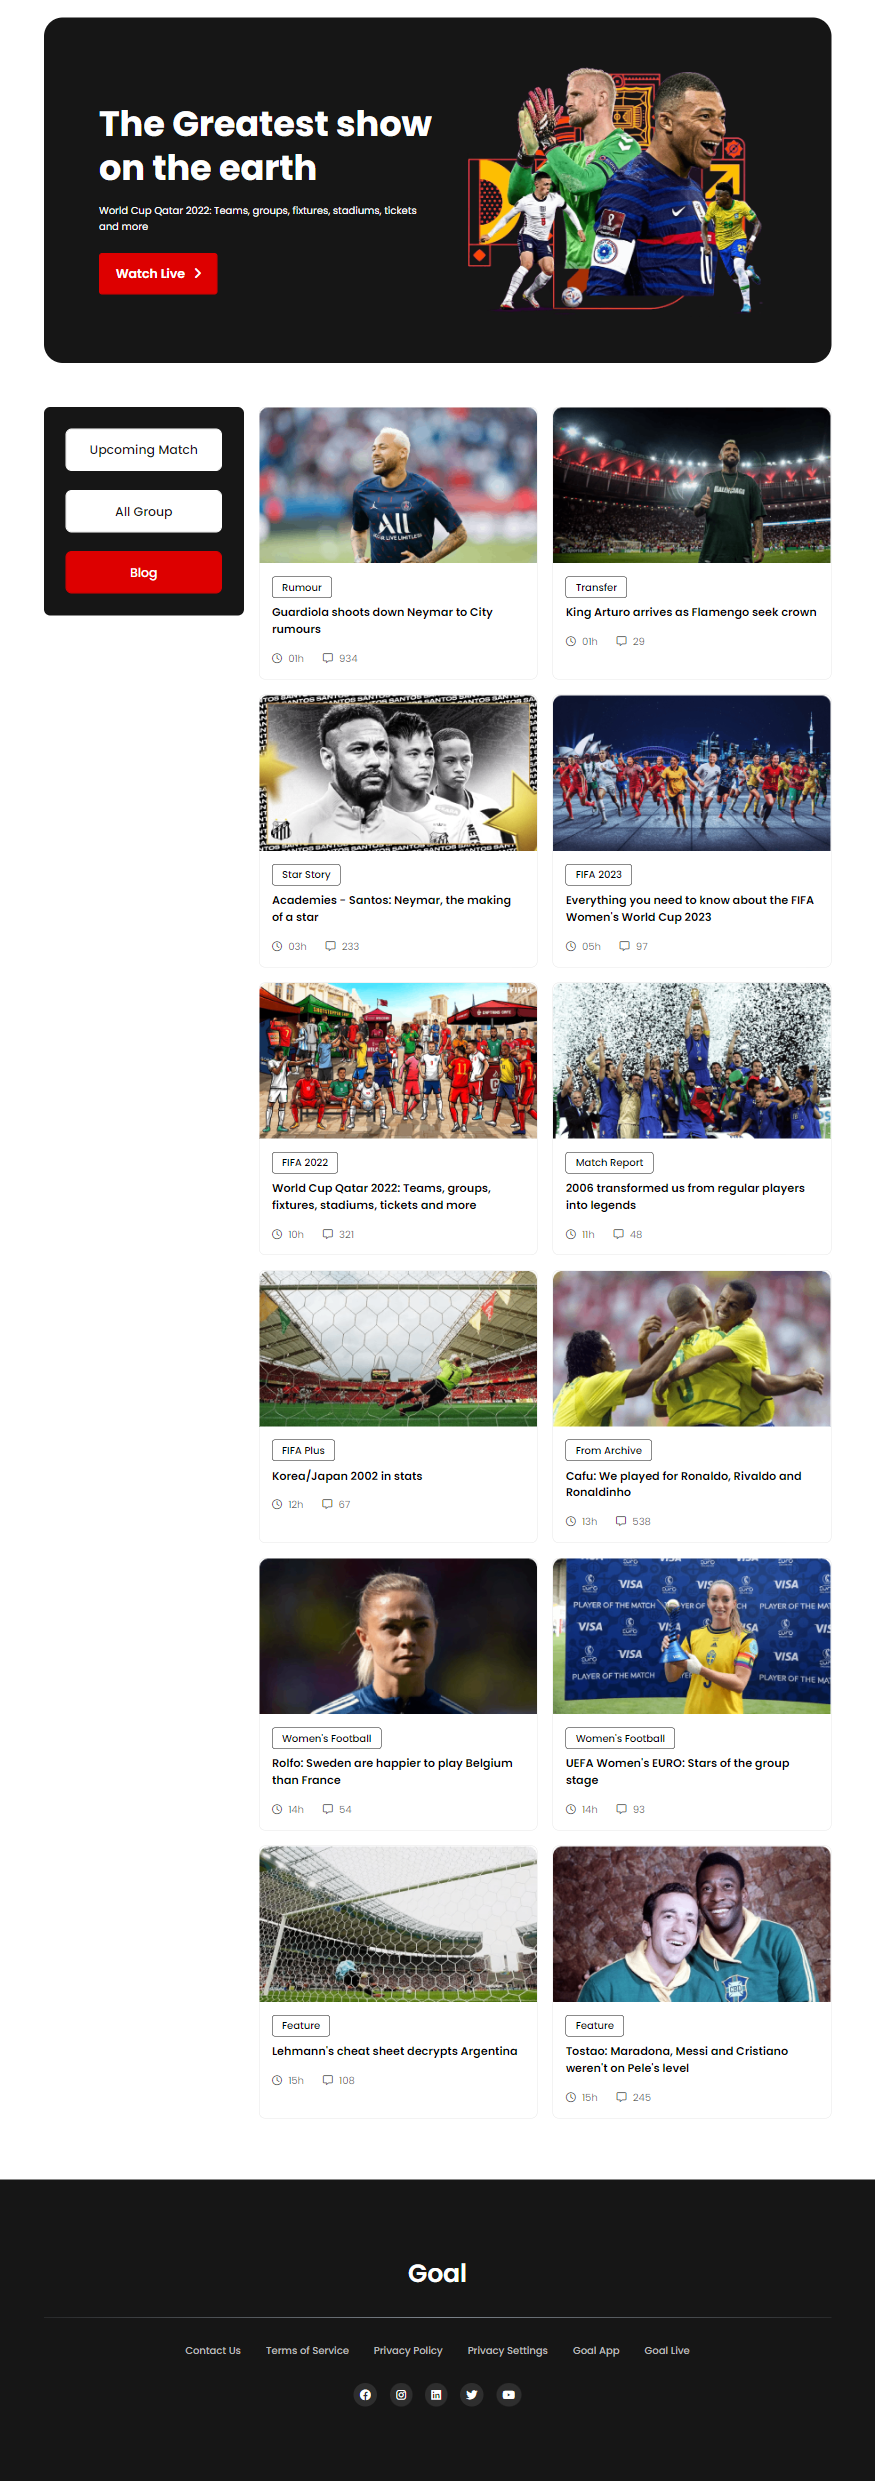 The Greatest show
on the earth
World Cup Qatar 2022: Teams, groups, fixtures, stadiums, tickets
and more
Watch Live
Upcoming Match
All Group
Blog
Rumour
Guardiola shoots down Neymar to City
rumours
01h 934
Transfer
King Arturo arrives as Flamengo seek crown
01h 29
Star Story
Academies - Santos: Neymar, the making
of a star
03h 233
FIFA 2023
Everything you need to know about the FIFA
Women's World Cup 2023
05h 97
FIFA 2022
World Cup Qatar 2022: Teams, groups,
fixtures, stadiums, tickets and more
10h 321
Match Report
2006 transformed us from regular players
into legends
11h 48
FIFA Plus
Korea/Japan 2002 in stats
12h 67
From Archive
Cafu: We played for Ronaldo, Rivaldo and
Ronaldinho
13h 538
VISA
PLAYER OF THE MATCH
Women's Football
Rolfo: Sweden are happier to play Belgium
than France
14h 54
Women's Football
UEFA Women's EURO: Stars of the group
stage
14h 93
Feature
Lehmann's cheat sheet decrypts Argentina
15h 108
Feature
Tostao: Maradona, Messi and Cristiano
weren't on Pele's level
15h 245
Goal
Contact Us Terms of Service Privacy Policy Privacy Settings Goal App Goal Live